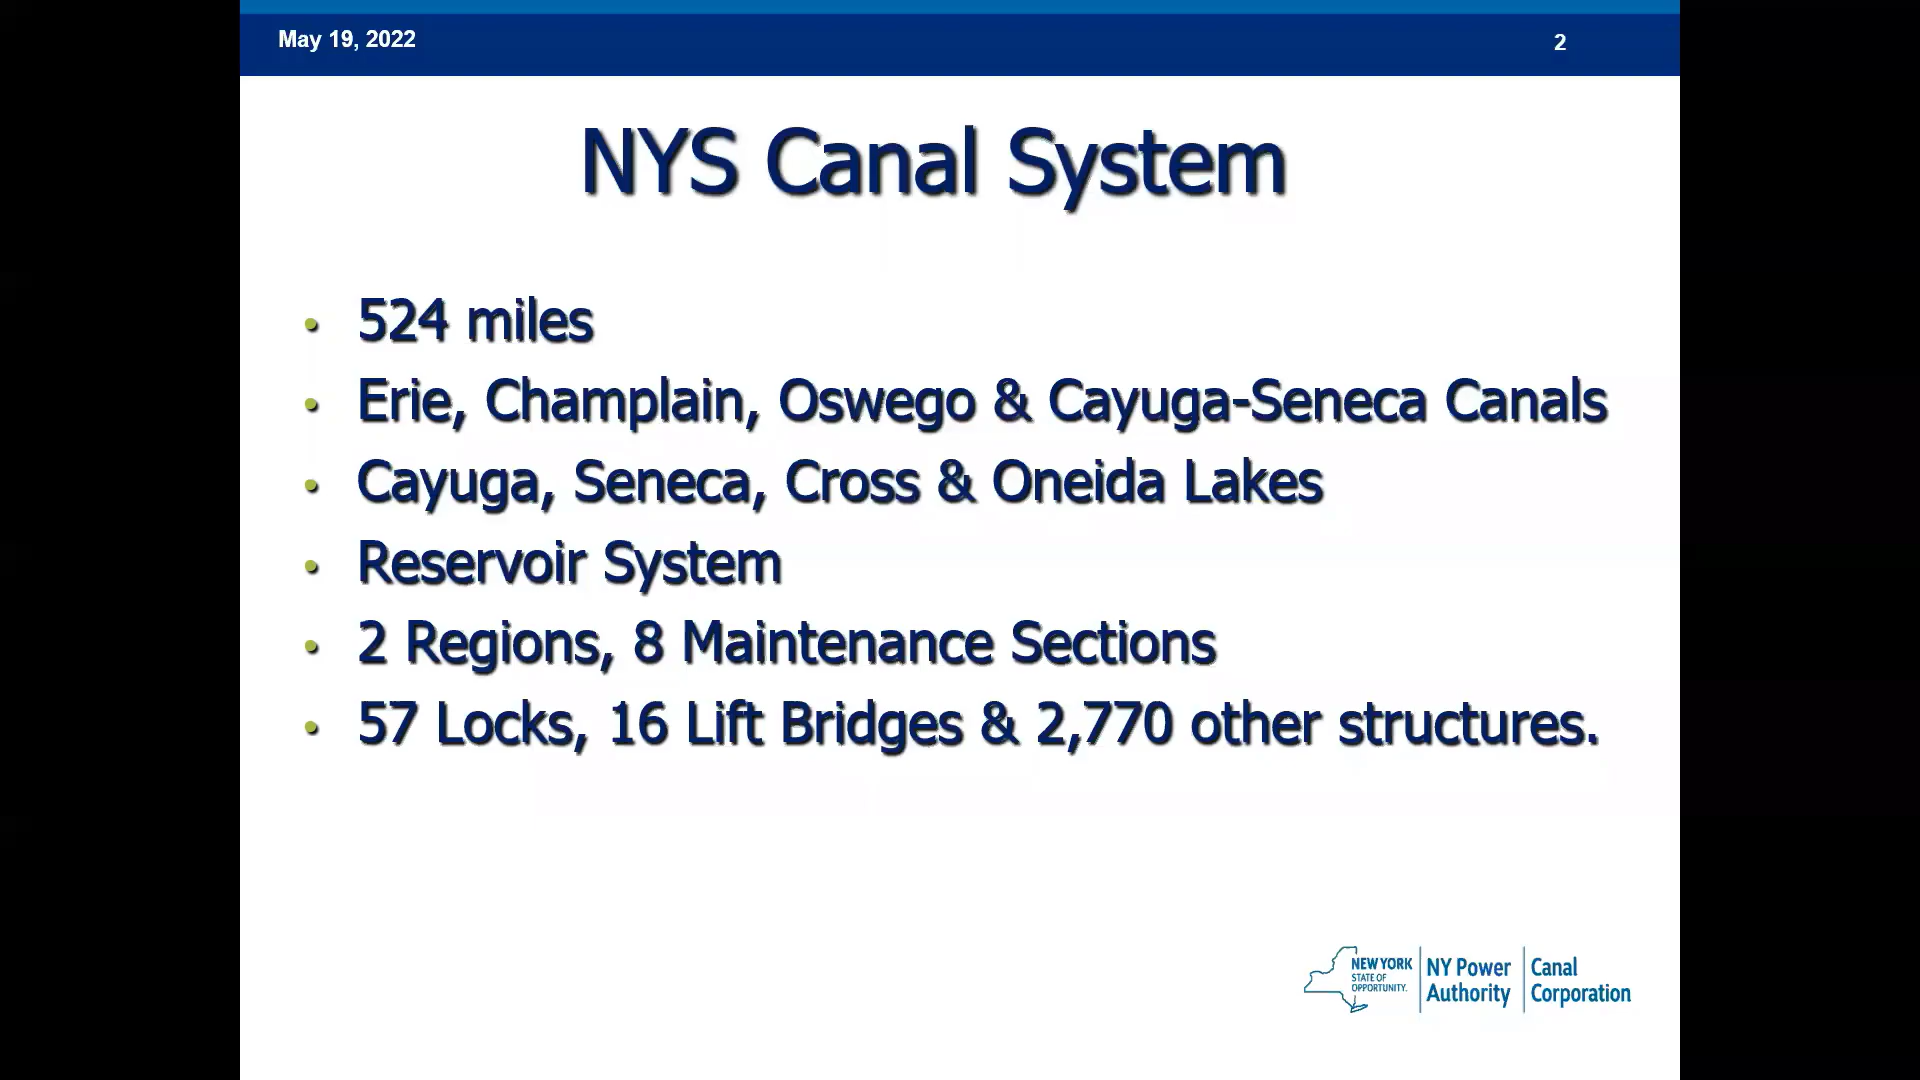 May 19, 2022
2
NYS Canal System
• 524 miles
• Erie, Champlain, Oswego & Cayuga-Seneca Canals
• Cayuga, Seneca, Cross & Oneida Lakes
• Reservoir System
• 2 Regions, 8 Maintenance Sections
• 57 Locks, 16 Lift Bridges & 2,770 other structures.
NEW YORK
STATE OF
OPPORTUNITY.
NY Power
Authority
Canal
Corporation